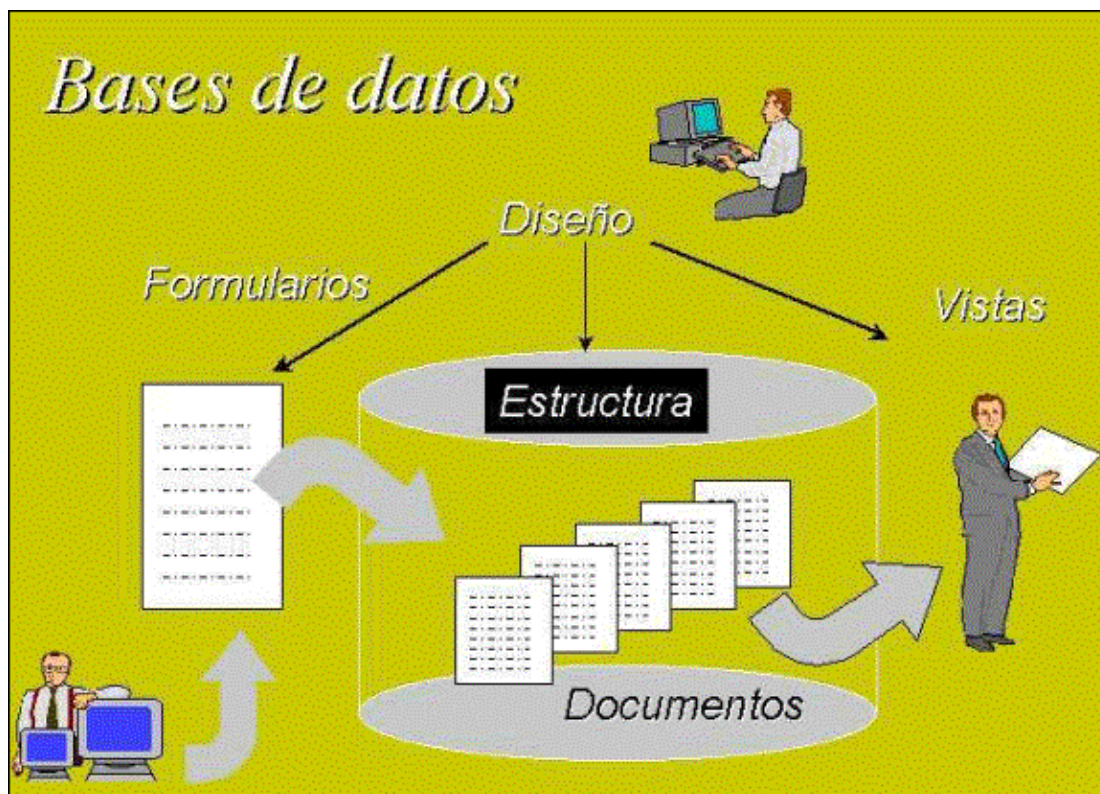 Bases de datos
Diseño
Formularios
Vistas
Estructura
Documentos